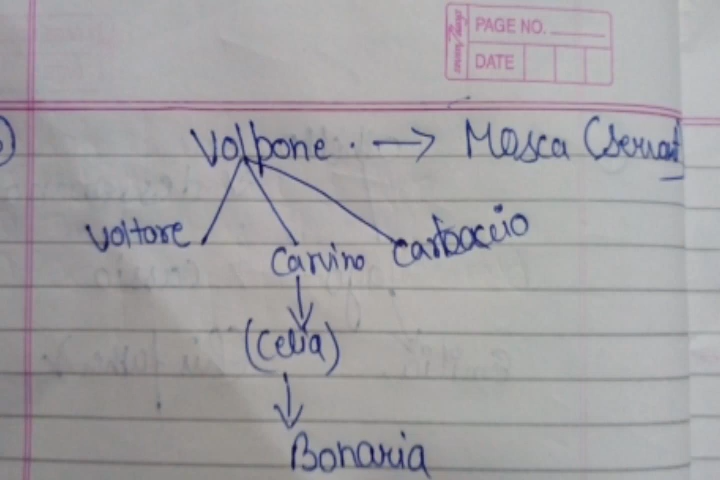 PAGE NO.
DATE
Volpone . → Mosca (Servant)
Voltore Carvino Carbaccio
(Celia)
Bonaria